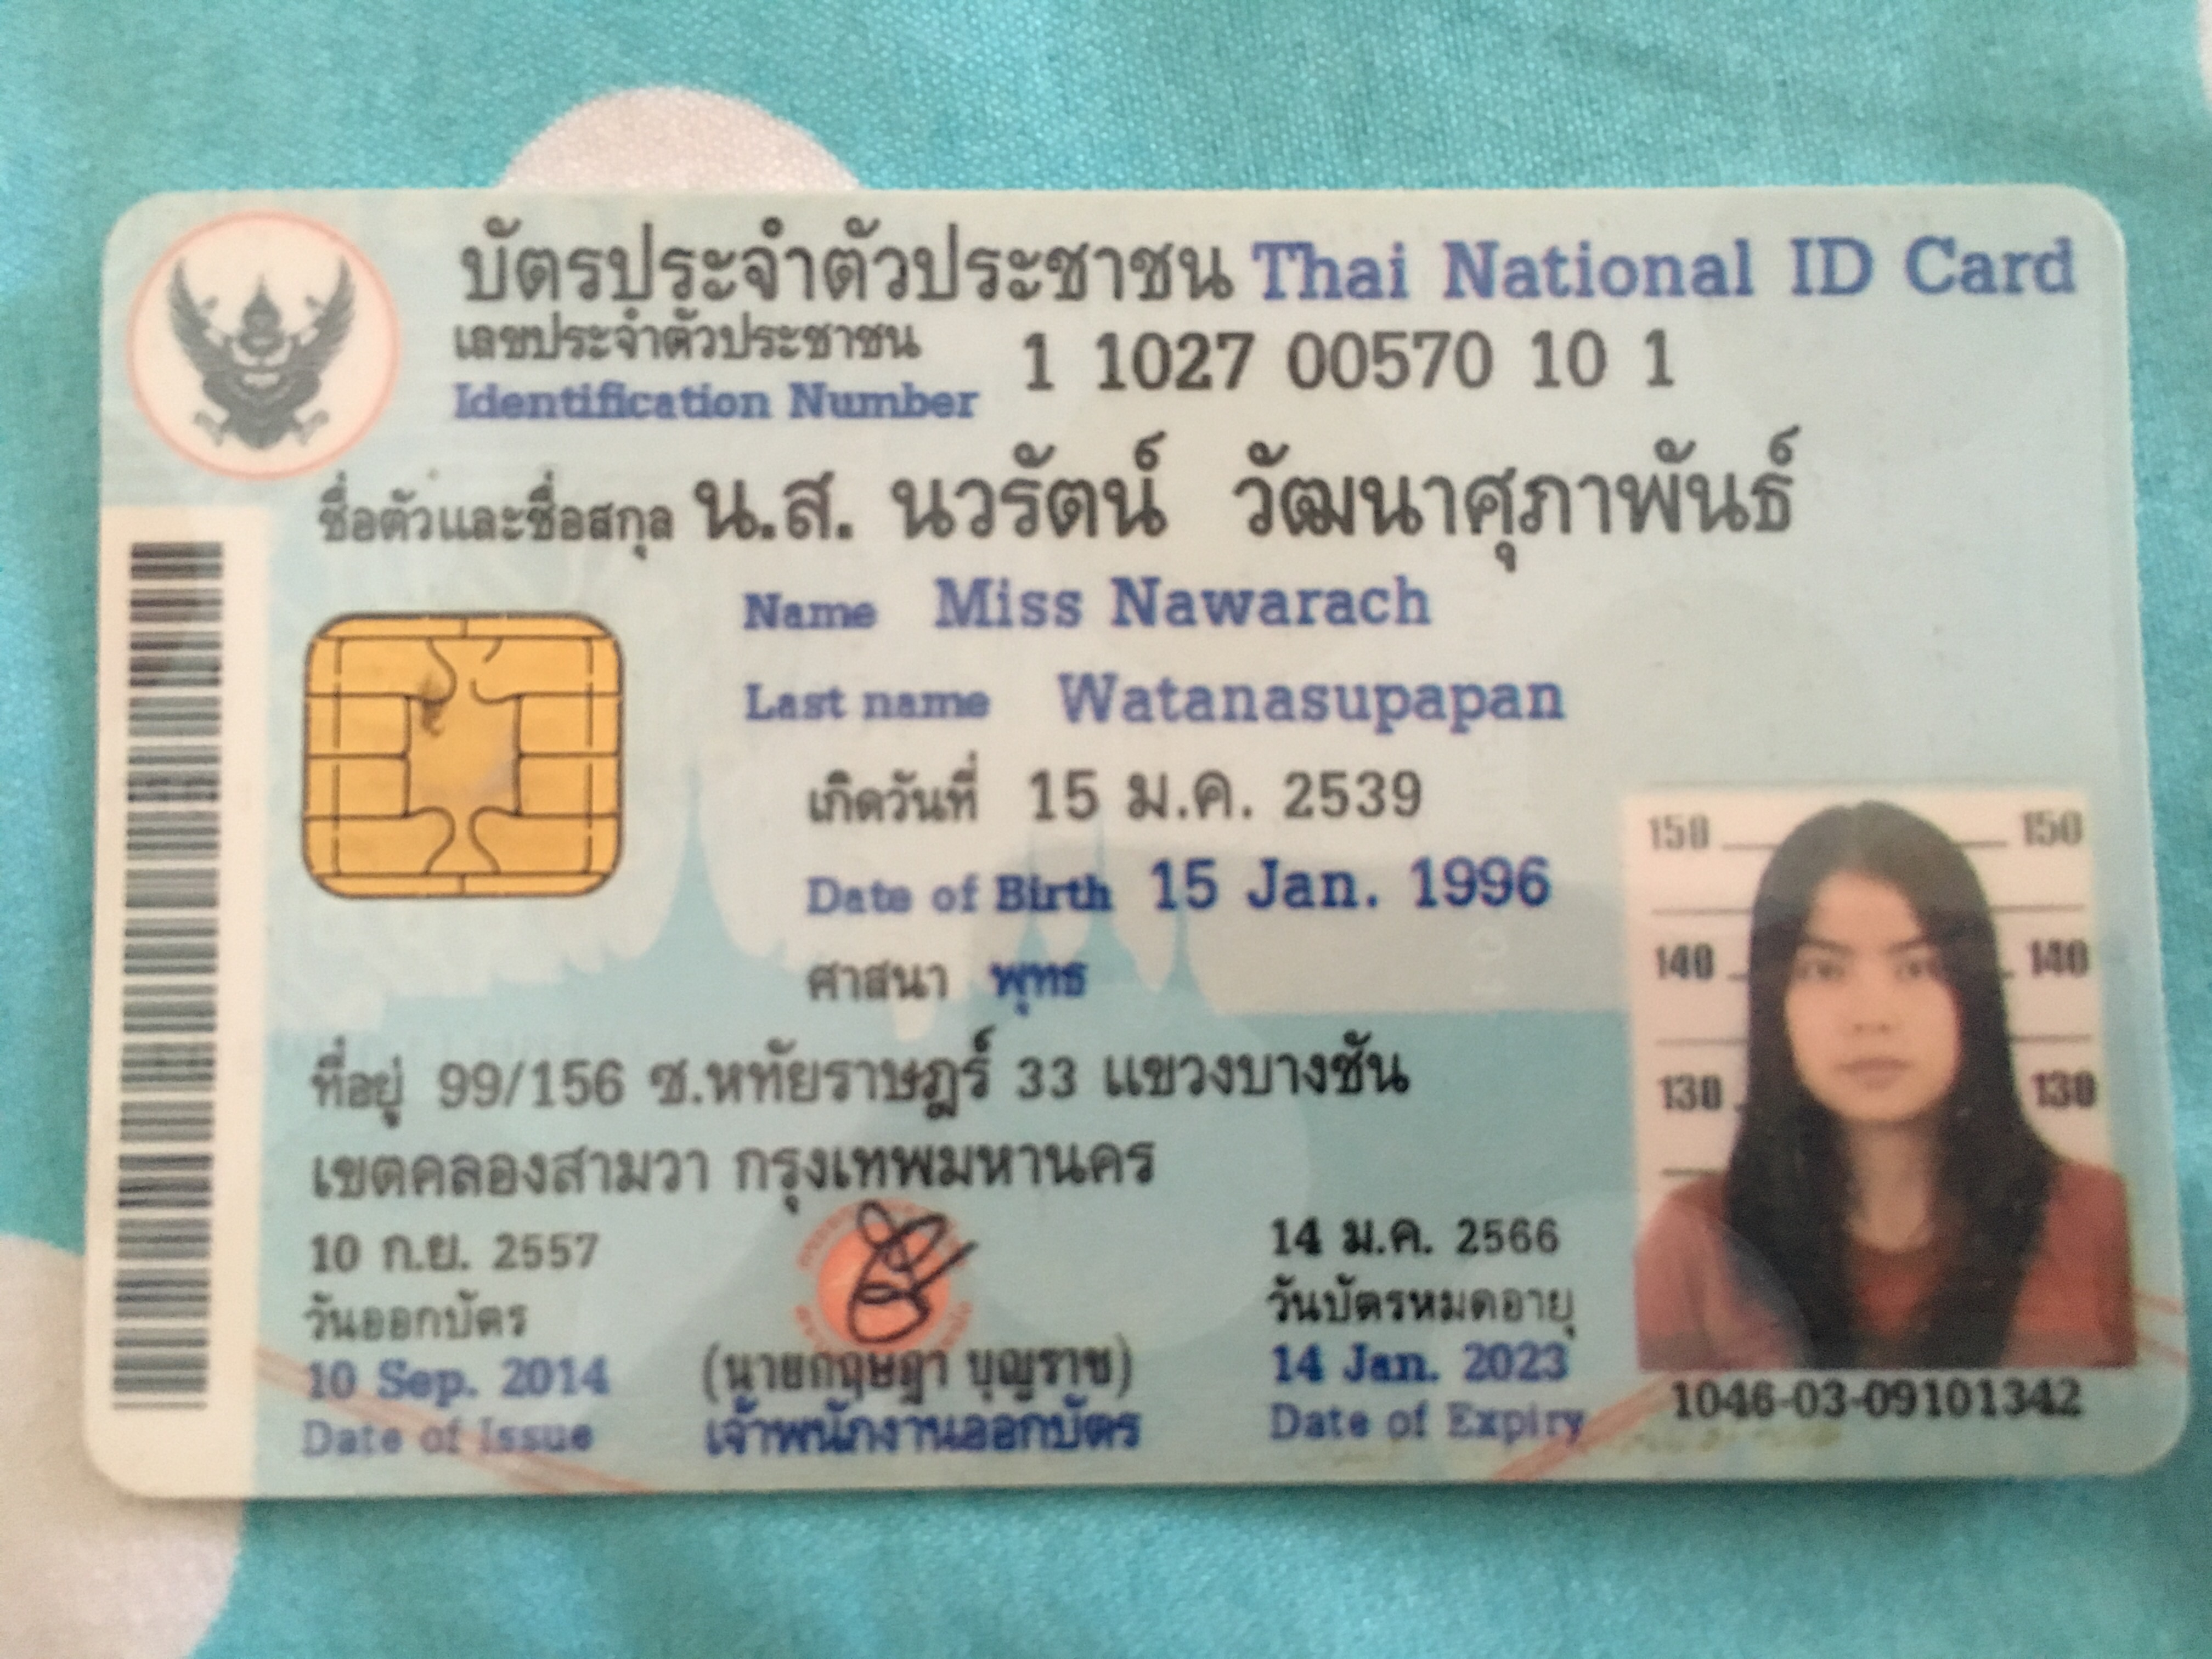 บัตรประจำตัวประชาชน Thai National ID Card
เลขประจำตัวประชาชน
Identification Number
1 1027 00570 10 1
ชื่อตัวและชื่อสกุล น.ส. นวรัตน์ วัฒนาศุภาพันธ์
Name Miss Nawarach
Last name Watanasupapan
เกิดวันที่ 15 ม.ค. 2539
Date of Birth 15 Jan. 1996
ศาสนา พุทธ
ที่อยู่ 99/156 ซ.หทัยราษฎร์ 33 แขวงบางชัน
เขตคลองสามวา กรุงเทพมหานคร
10 ก.ย. 2557
วันออกบัตร
10 Sep. 2014
Date of Issue
(นายกฤษฎา บุญราช)
เจ้าพนักงานออกบัตร
14 ม.ค. 2566
วันบัตรหมดอายุ
14 Jan. 2023
Date of Expiry
150 150
140 140
130 130
1046-03-09101342